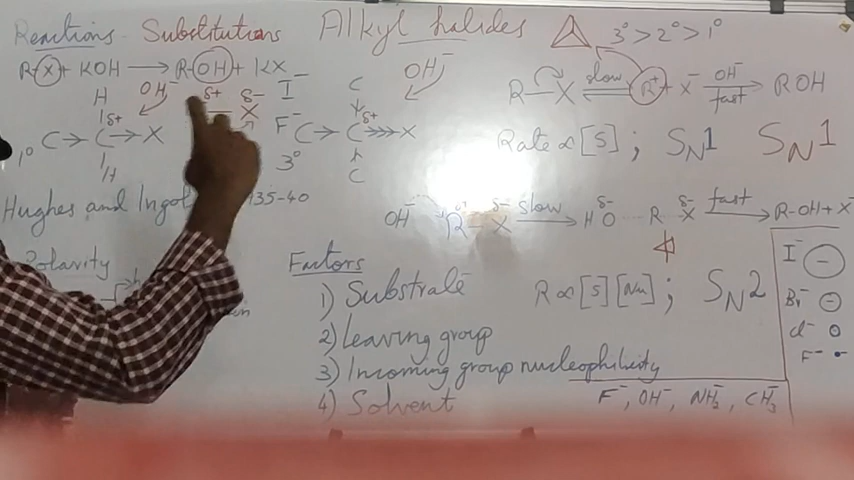 Reactions - Substitutions
Alkyl halides
3° > 2° > 1°
R-X + KOH → R-OH + KX
H
OH⁻
δ+ δ-
X
I⁻
F⁻
δ+
C → C → X
H
1°
C
OH⁻
δ+
C → C →→→ X
C
3°
R—X slow R⁺ + X⁻ OH⁻ fast ROH
Rate ∝ [S] ; SN1 SN1
Hughes and Ingol 1935-40
OH⁻ R—X slow → HO δ- ... R X δ- fast → R-OH + X⁻
Polarity
Factors
1) Substrate
R ∝ [S] [Nu] ; SN2
2) Leaving group
3) Incoming group nucleophilicity
F⁻, OH⁻, NH₂⁻, CH₃⁻
4) Solvent
I⁻
Br⁻
Cl⁻
F⁻